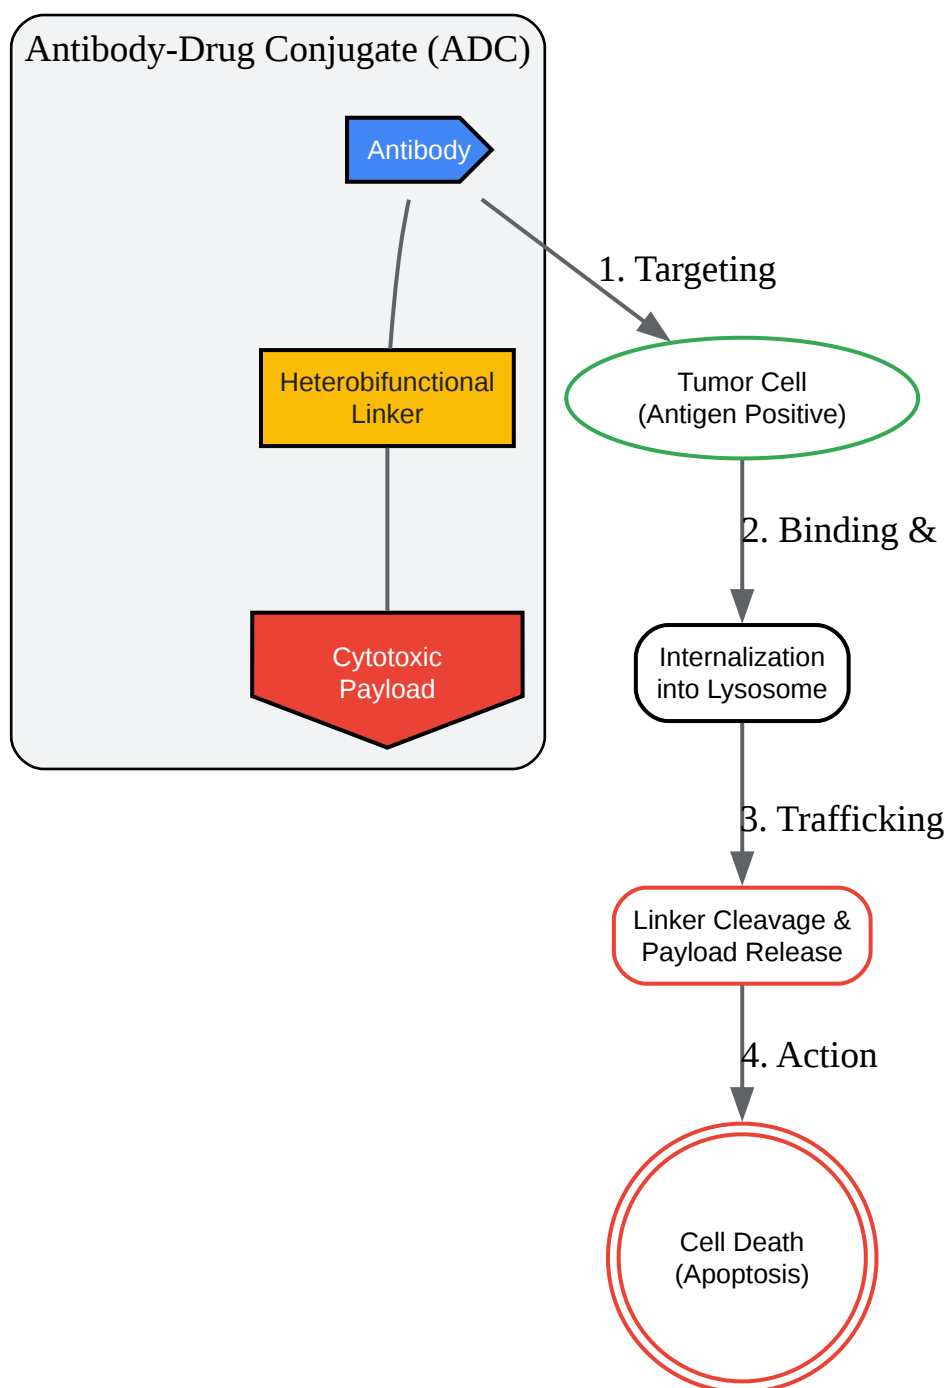 Antibody-Drug Conjugate (ADC)
Antibody
1. Targeting
Heterobifunctional
Linker
Tumor Cell
(Antigen Positive)
2. Binding &
Cytotoxic
Payload
Internalization
into Lysosome
3. Trafficking
Linker Cleavage &
Payload Release
4. Action
Cell Death
(Apoptosis)